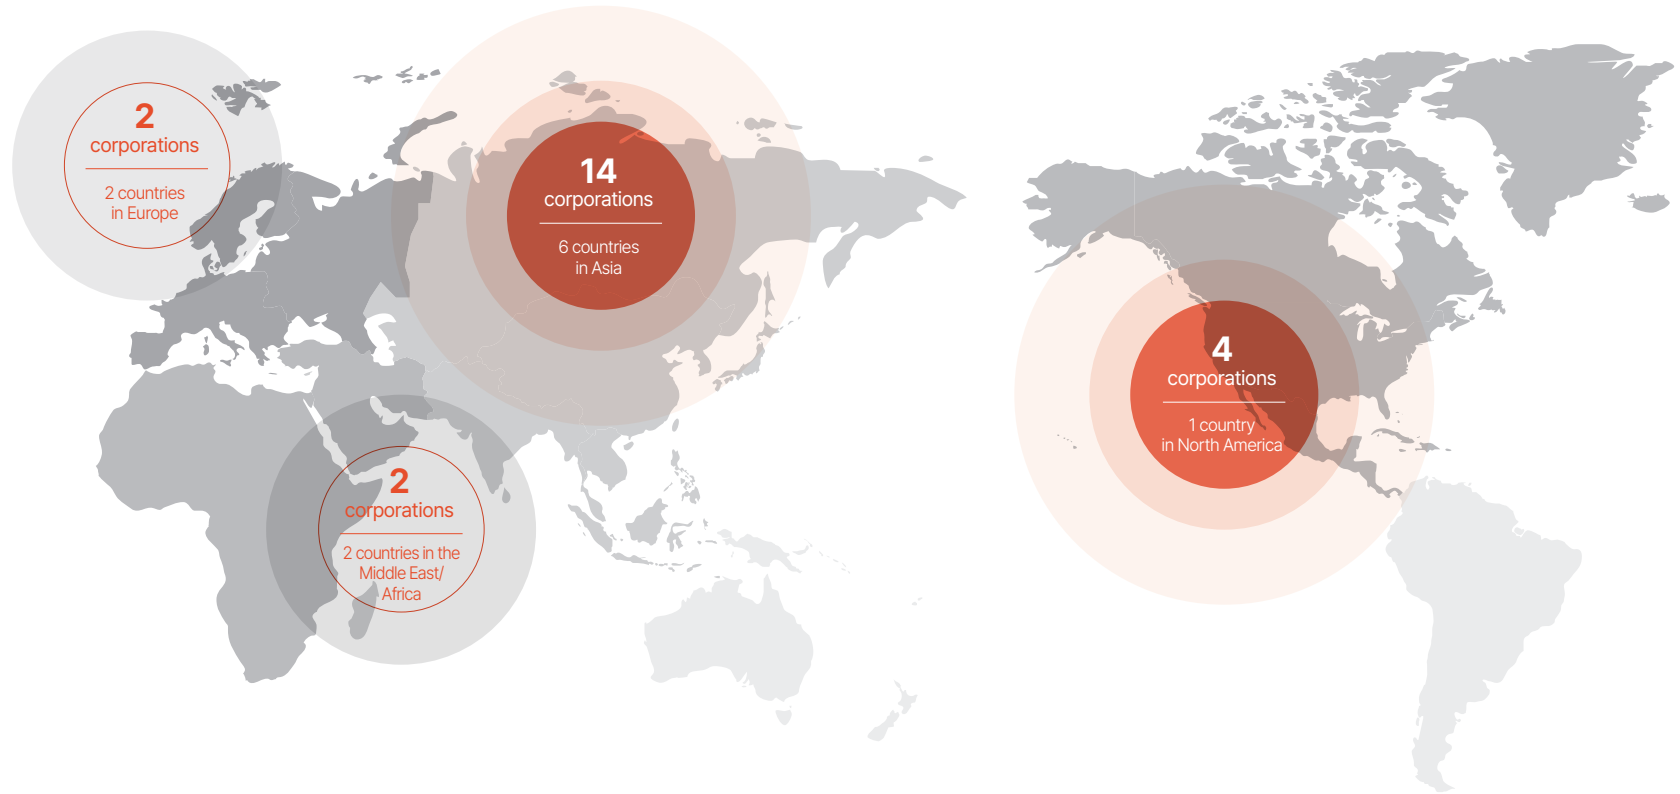 2
corporations
2 countries
in Europe
14
corporations
6 countries
in Asia
2
corporations
2 countries in the
Middle East/
Africa
4
corporations
1 country
in North America